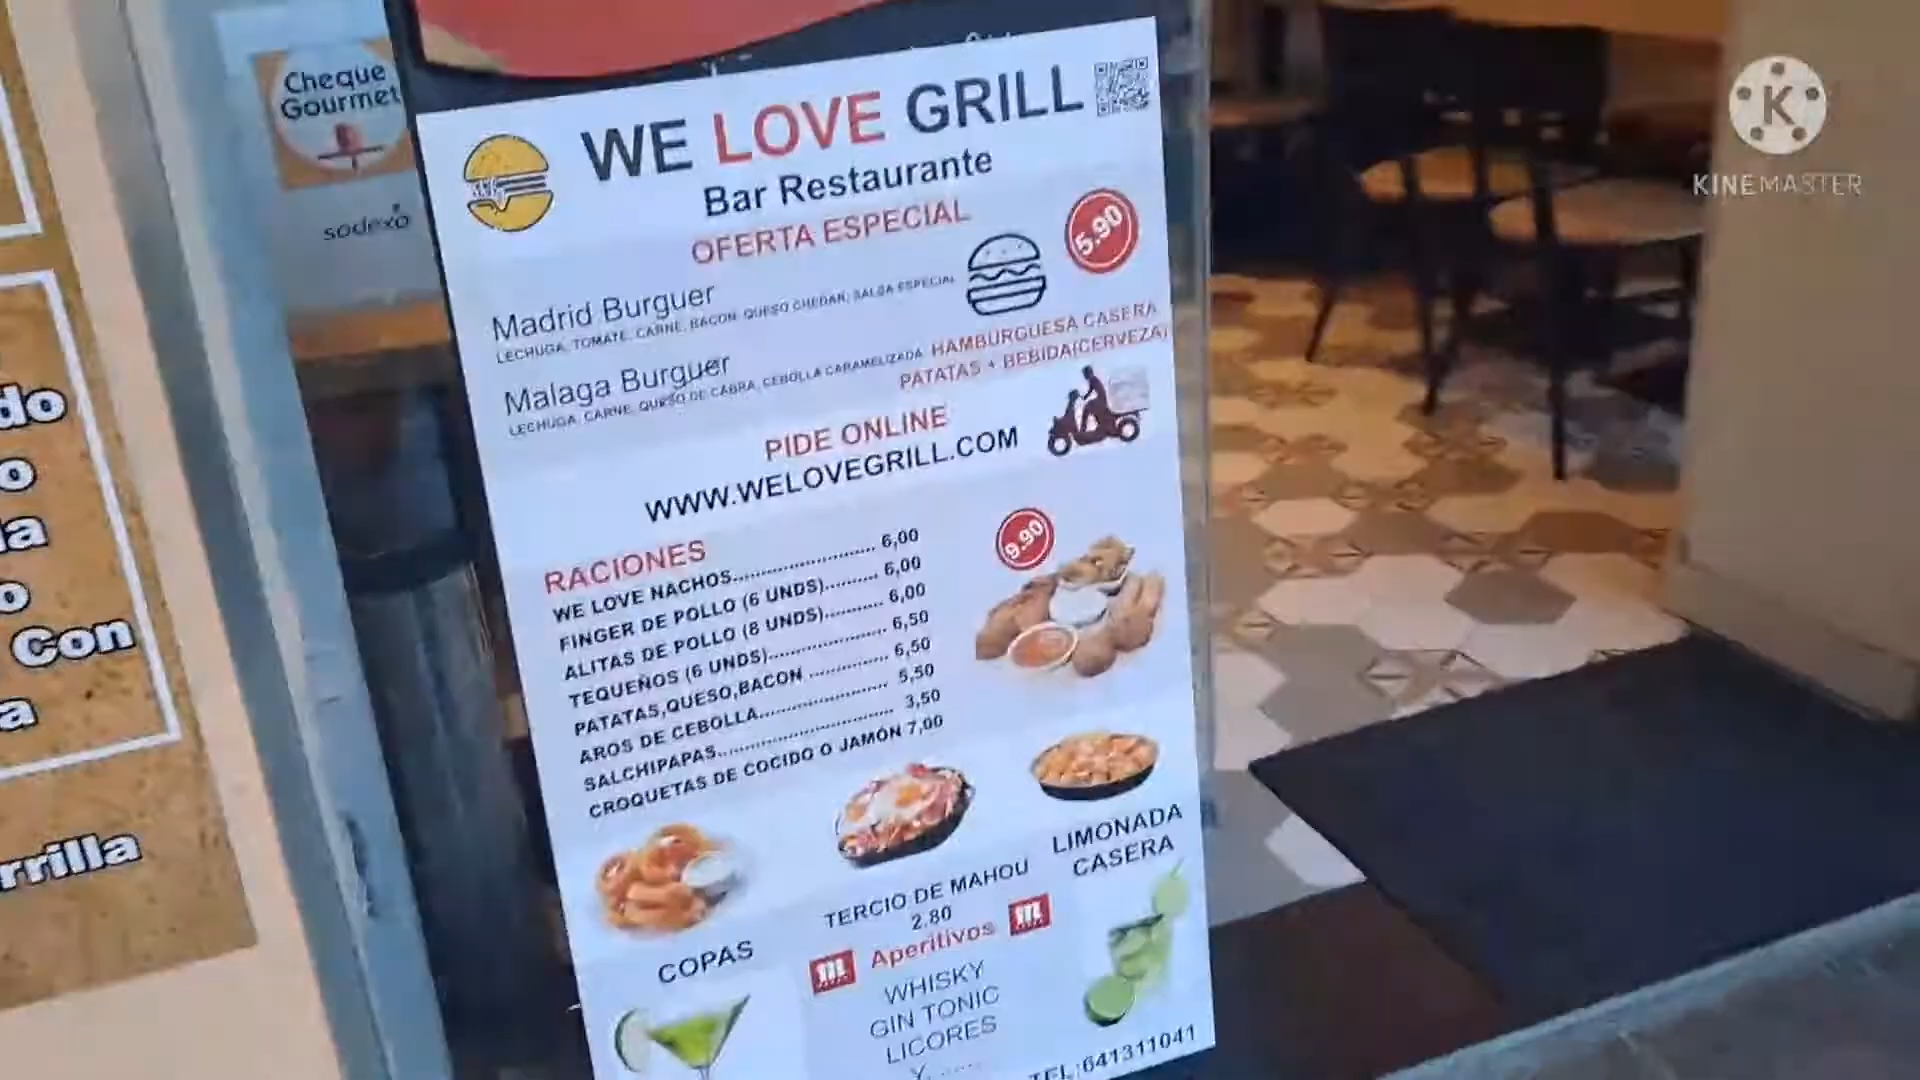 Cheque
Gourmet
sodexo
WE LOVE GRILL
Bar Restaurante
OFERTA ESPECIAL
5.90
Madrid Burguer
LECHUGA, TOMATE, CARNE, BACON, QUESO CHEDAR, SALSA ESPECIAL
Malaga Burguer
LECHUGA, CARNE, QUESO DE CABRA, CEBOLLA CARAMELIZADA
HAMBURGUESA CASERA
PATATAS + BEBIDA(CERVEZA)
PIDE ONLINE
WWW.WELOVEGRILL.COM
RACIONES
9.90
WE LOVE NACHOS........................ 6,00
FINGER DE POLLO (6 UNDS)......... 6,00
ALITAS DE POLLO (8 UNDS)......... 6,00
TEQUEÑOS (6 UNDS).................... 6,50
PATATAS,QUESO,BACON ............... 6,50
AROS DE CEBOLLA...................... 5,50
SALCHIPAPAS.............................. 3,50
CROQUETAS DE COCIDO O JAMÓN 7,00
TERCIO DE MAHOU
2.80
LIMONADA
CASERA
COPAS
Aperitivos
WHISKY
GIN TONIC
LICORES
Y.......
TEL:641311041
do
o
la
o
Con
a
rrilla
K
KINEMASTER